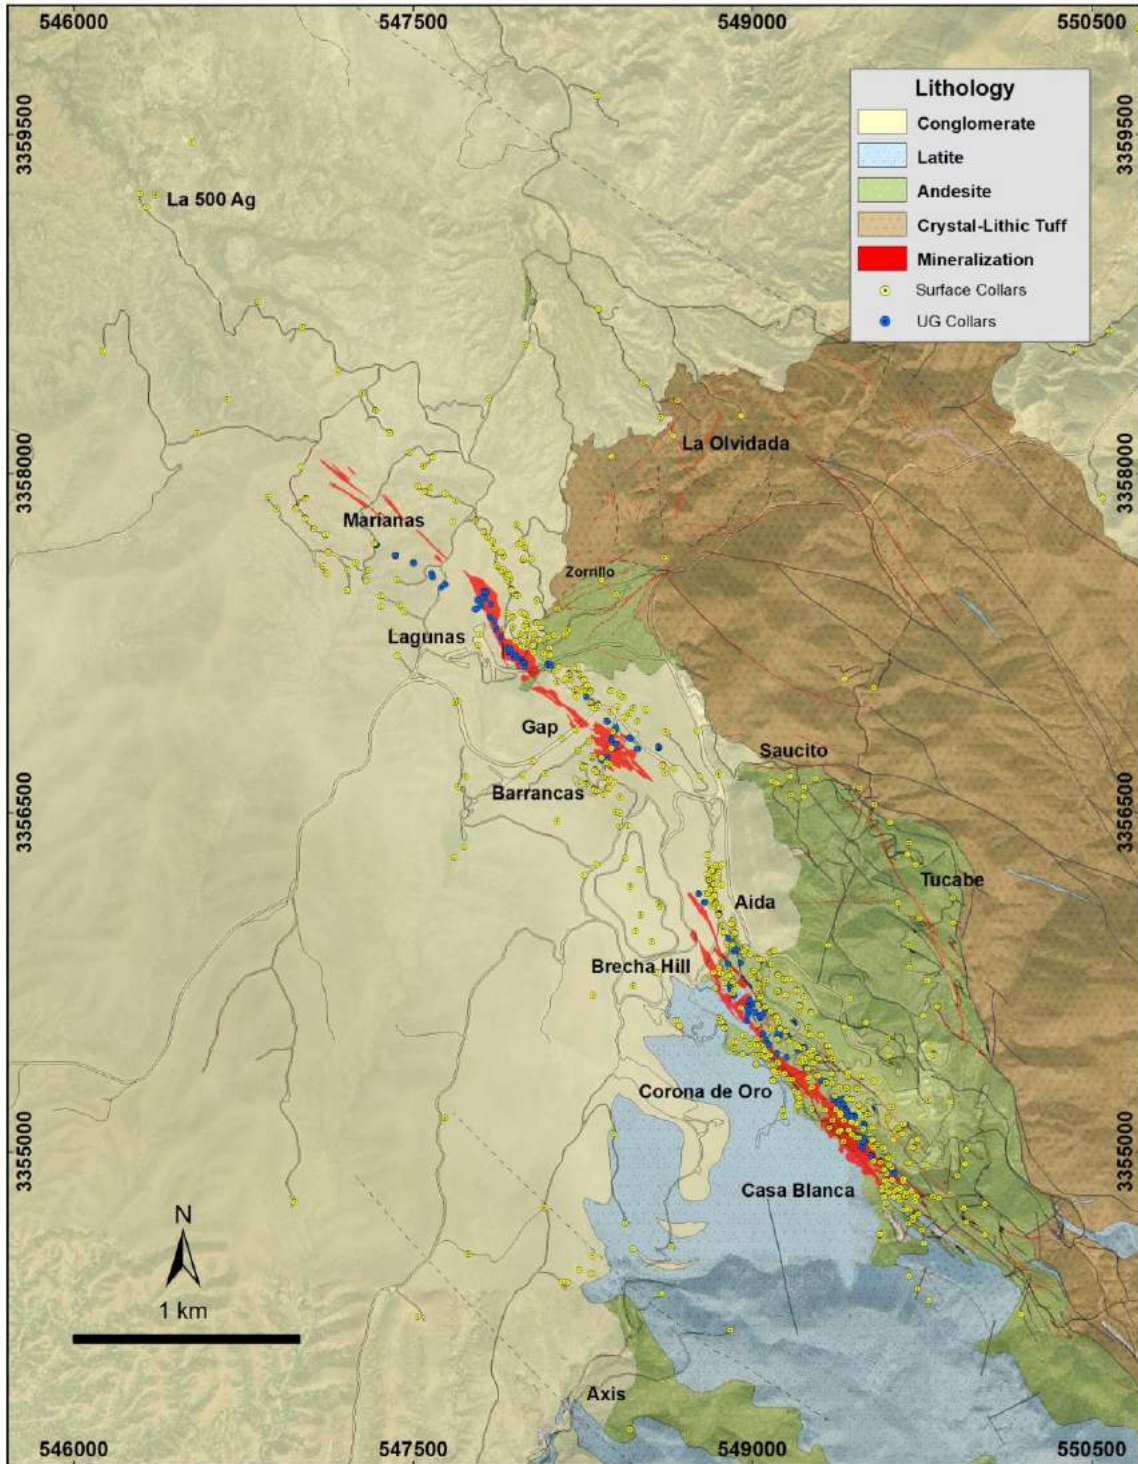 546000
547500
549000
550500
3359500
3359500
Lithology
Conglomerate
Latite
Andesite
Crystal-Lithic Tuff
Mineralization
Surface Collars
UG Collars
La 500 Ag
La Olvidada
3358000
3358000
Marianas
Zorrillo
Lagunas
Gap
Saucito
Barrancas
3356500
3356500
Tucabe
Aida
Brecha Hill
Corona de Oro
3355000
3355000
Casa Blanca
N
1 km
Axis
546000
547500
549000
550500